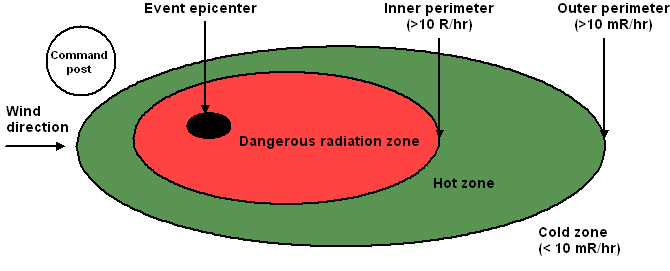 Event epicenter
Inner perimeter
(>10 R/hr)
Outer perimeter
(>10 mR/hr)
Command
post
Wind
direction
Dangerous radiation zone
Hot zone
Cold zone
(< 10 mR/hr)